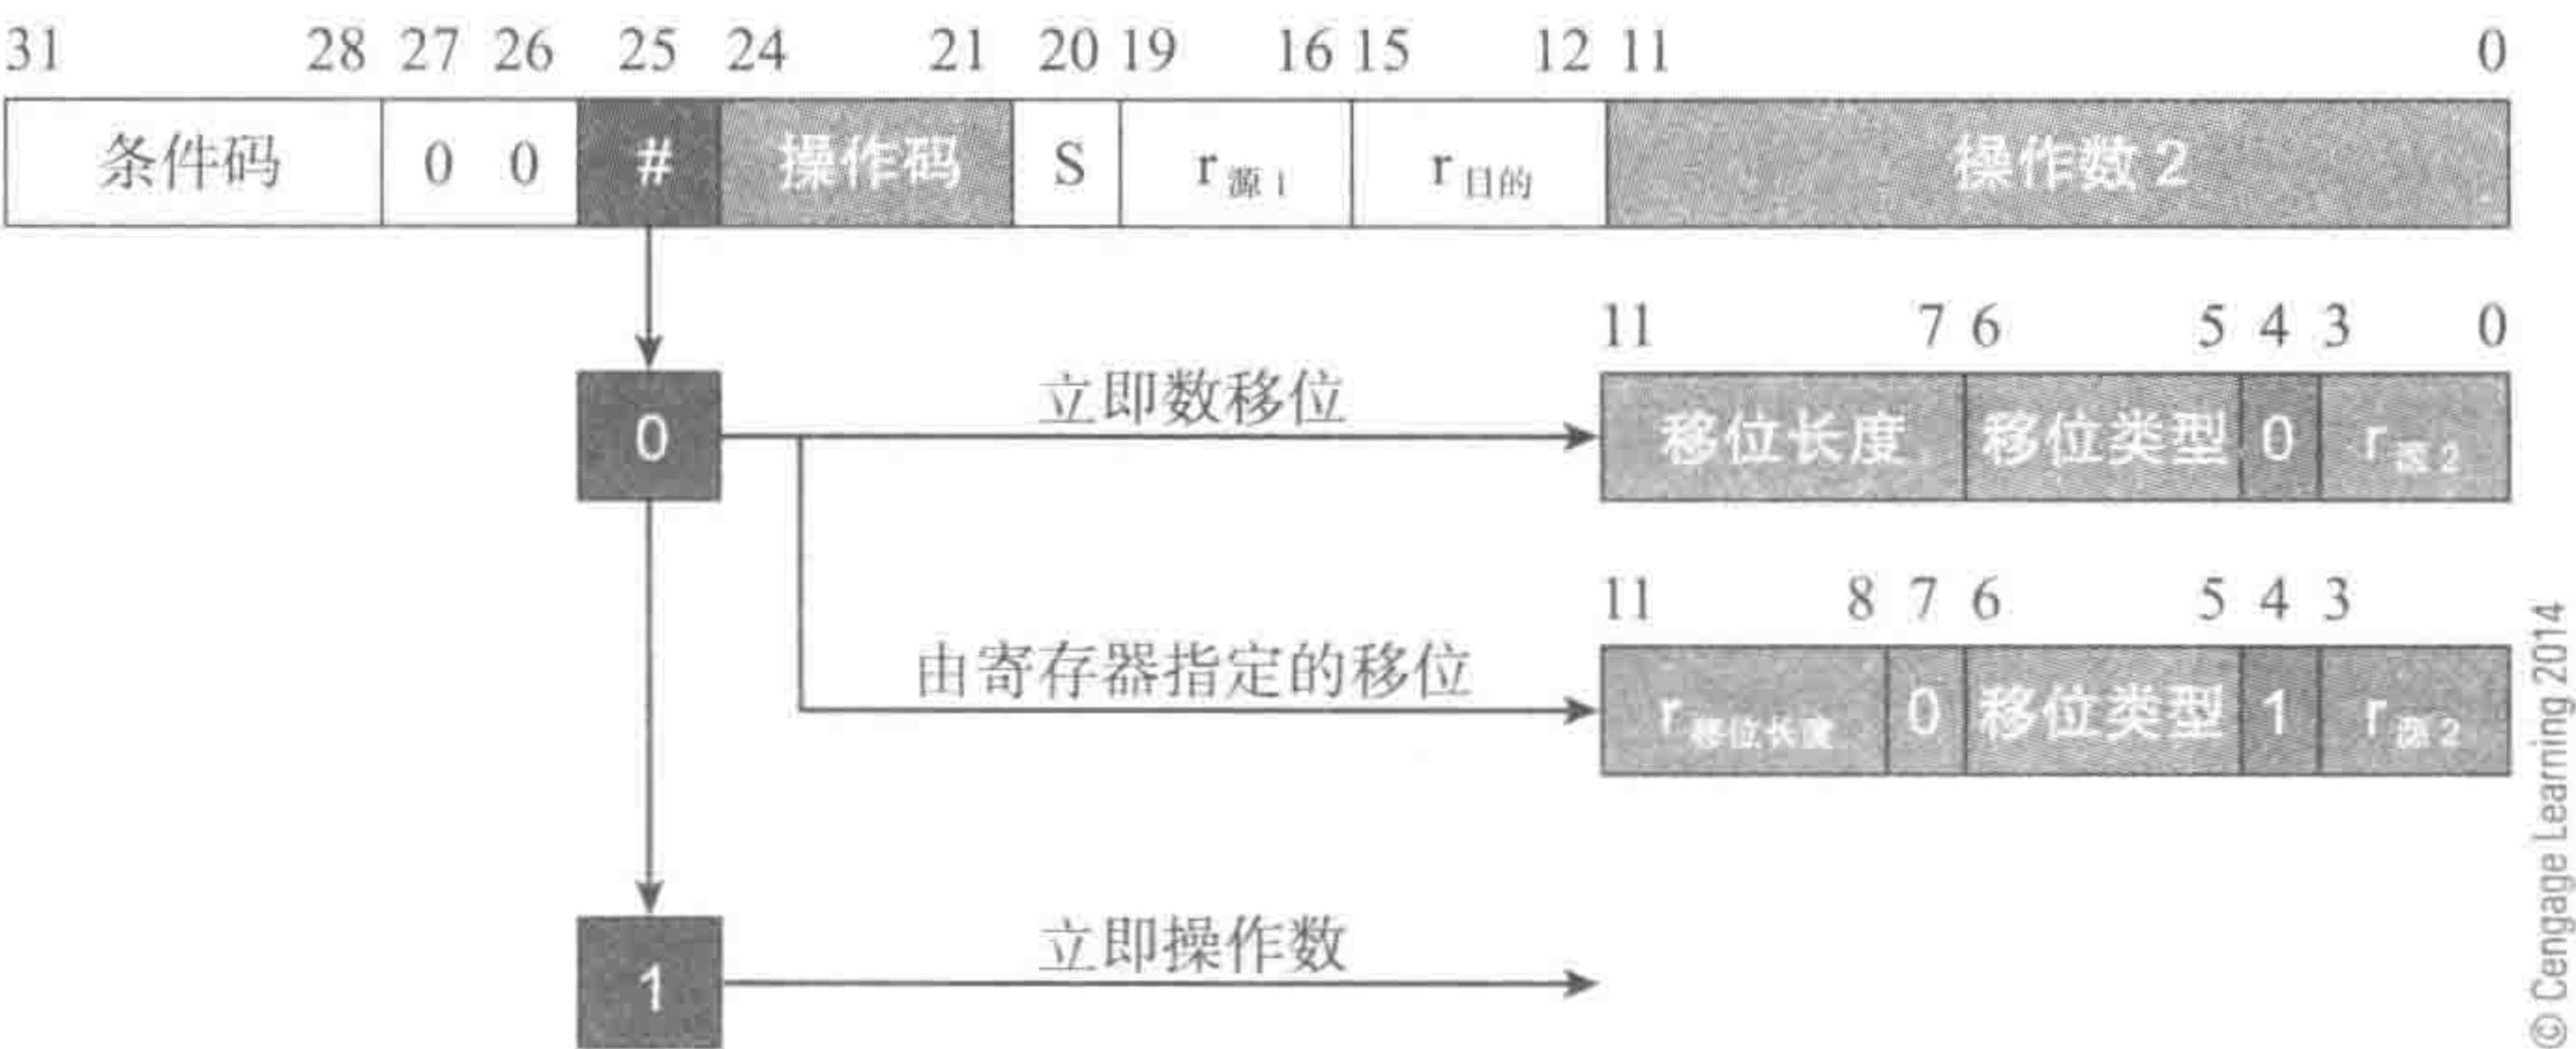 31 28 27 26 25 24 21 20 19 16 15 12 11 0
条件码 0 0 # 操作码 S r源1 r目的 操作数2
11 7 6 5 4 3 0
0 立即数移位 移位长度 移位类型 0 r源2
11 8 7 6 5 4 3
由寄存器指定的移位 r移位长度 0 移位类型 1 r源2
1 立即操作数
© Cengage Learning 2014